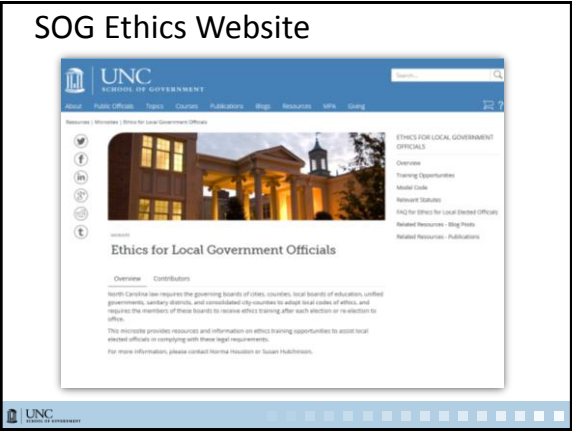 SOG Ethics Website
UNC
SCHOOL OF GOVERNMENT
Search...
About Public Officials Topics Courses Publications Blogs Resources MPA Giving
?
Resources | Microsites | Ethics for Local Government Officials
ETHICS FOR LOCAL GOVERNMENT
OFFICIALS
Overview
Training Opportunities
Model Code
Relevant Statutes
FAQ for Ethics for Local Elected Officials
Related Resources - Blog Posts
Related Resources - Publications
MICROSITE
Ethics for Local Government Officials
Overview Contributors
North Carolina law requires the governing boards of cities, counties, local boards of education, unified
governments, sanitary districts, and consolidated city-counties to adopt local codes of ethics, and
requires the members of these boards to receive ethics training after each election or re-election to
office.
This microsite provides resources and information on ethics training opportunities to assist local
elected officials in complying with these legal requirements.
For more information, please contact Norma Houston or Susan Hutchinson.
UNC
SCHOOL OF GOVERNMENT